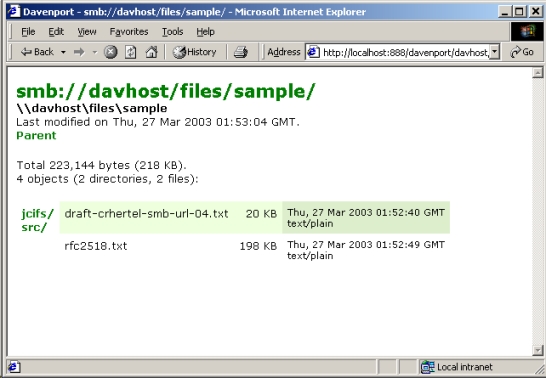 Davenport - smb://davhost/files/sample/ - Microsoft Internet Explorer
File Edit View Favorites Tools Help
Back History Address http://localhost:888/davenport/davhost, Go
smb://davhost/files/sample/
\\davhost\files\sample
Last modified on Thu, 27 Mar 2003 01:53:04 GMT.
Parent
Total 223,144 bytes (218 KB).
4 objects (2 directories, 2 files):
jcifs/
src/
draft-crhertel-smb-url-04.txt 20 KB Thu, 27 Mar 2003 01:52:40 GMT
text/plain
rfc2518.txt 198 KB Thu, 27 Mar 2003 01:52:49 GMT
text/plain
Local intranet